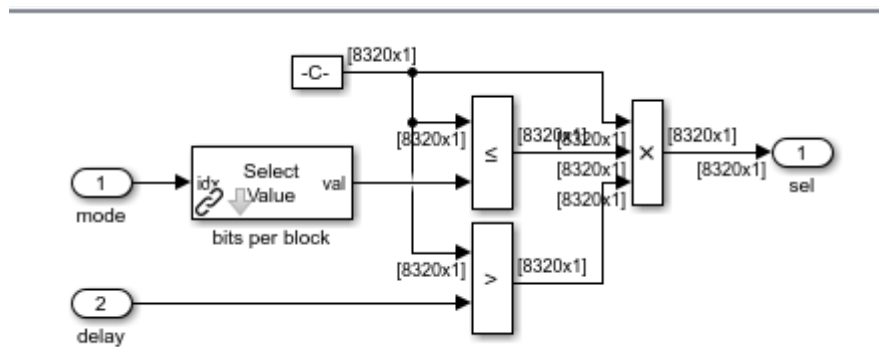 [8320x1]
-C-
[8320x1]
≤
[8320x1]
[8320x1]
[8320x1]
[8320x1]
×
[8320x1]
[8320x1]
1
sel
1
mode
idx
Select
Value
val
bits per block
[8320x1]
>
[8320x1]
2
delay